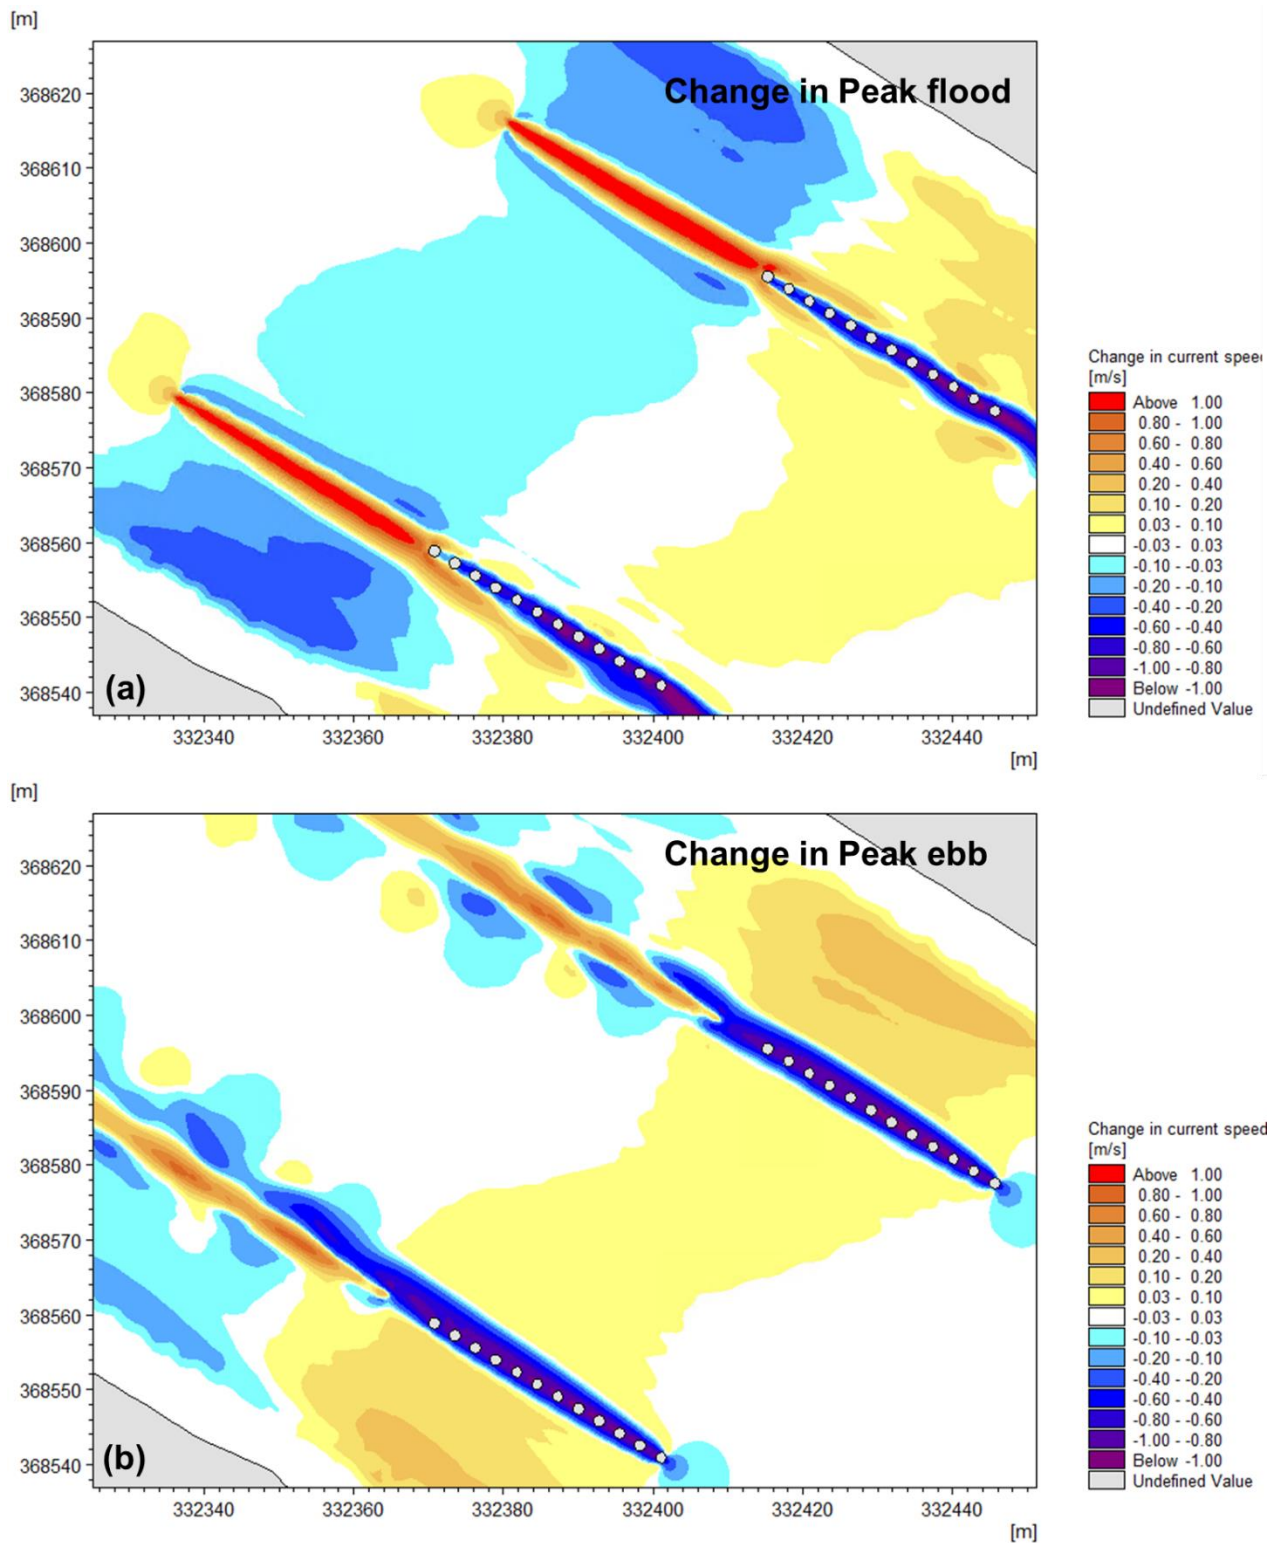 [m]
Change in Peak flood
368620
368610
368600
368590
368580
368570
368560
368550
368540
(a)
332340
332360
332380
332400
332420
332440
[m]
Change in current spee
[m/s]
Above 1.00
0.80 - 1.00
0.60 - 0.80
0.40 - 0.60
0.20 - 0.40
0.10 - 0.20
0.03 - 0.10
-0.03 - 0.03
-0.10 - -0.03
-0.20 - -0.10
-0.40 - -0.20
-0.60 - -0.40
-0.80 - -0.60
-1.00 - -0.80
Below -1.00
Undefined Value
[m]
Change in Peak ebb
368620
368610
368600
368590
368580
368570
368560
368550
368540
(b)
332340
332360
332380
332400
332420
332440
[m]
Change in current speed
[m/s]
Above 1.00
0.80 - 1.00
0.60 - 0.80
0.40 - 0.60
0.20 - 0.40
0.10 - 0.20
0.03 - 0.10
-0.03 - 0.03
-0.10 - -0.03
-0.20 - -0.10
-0.40 - -0.20
-0.60 - -0.40
-0.80 - -0.60
-1.00 - -0.80
Below -1.00
Undefined Value